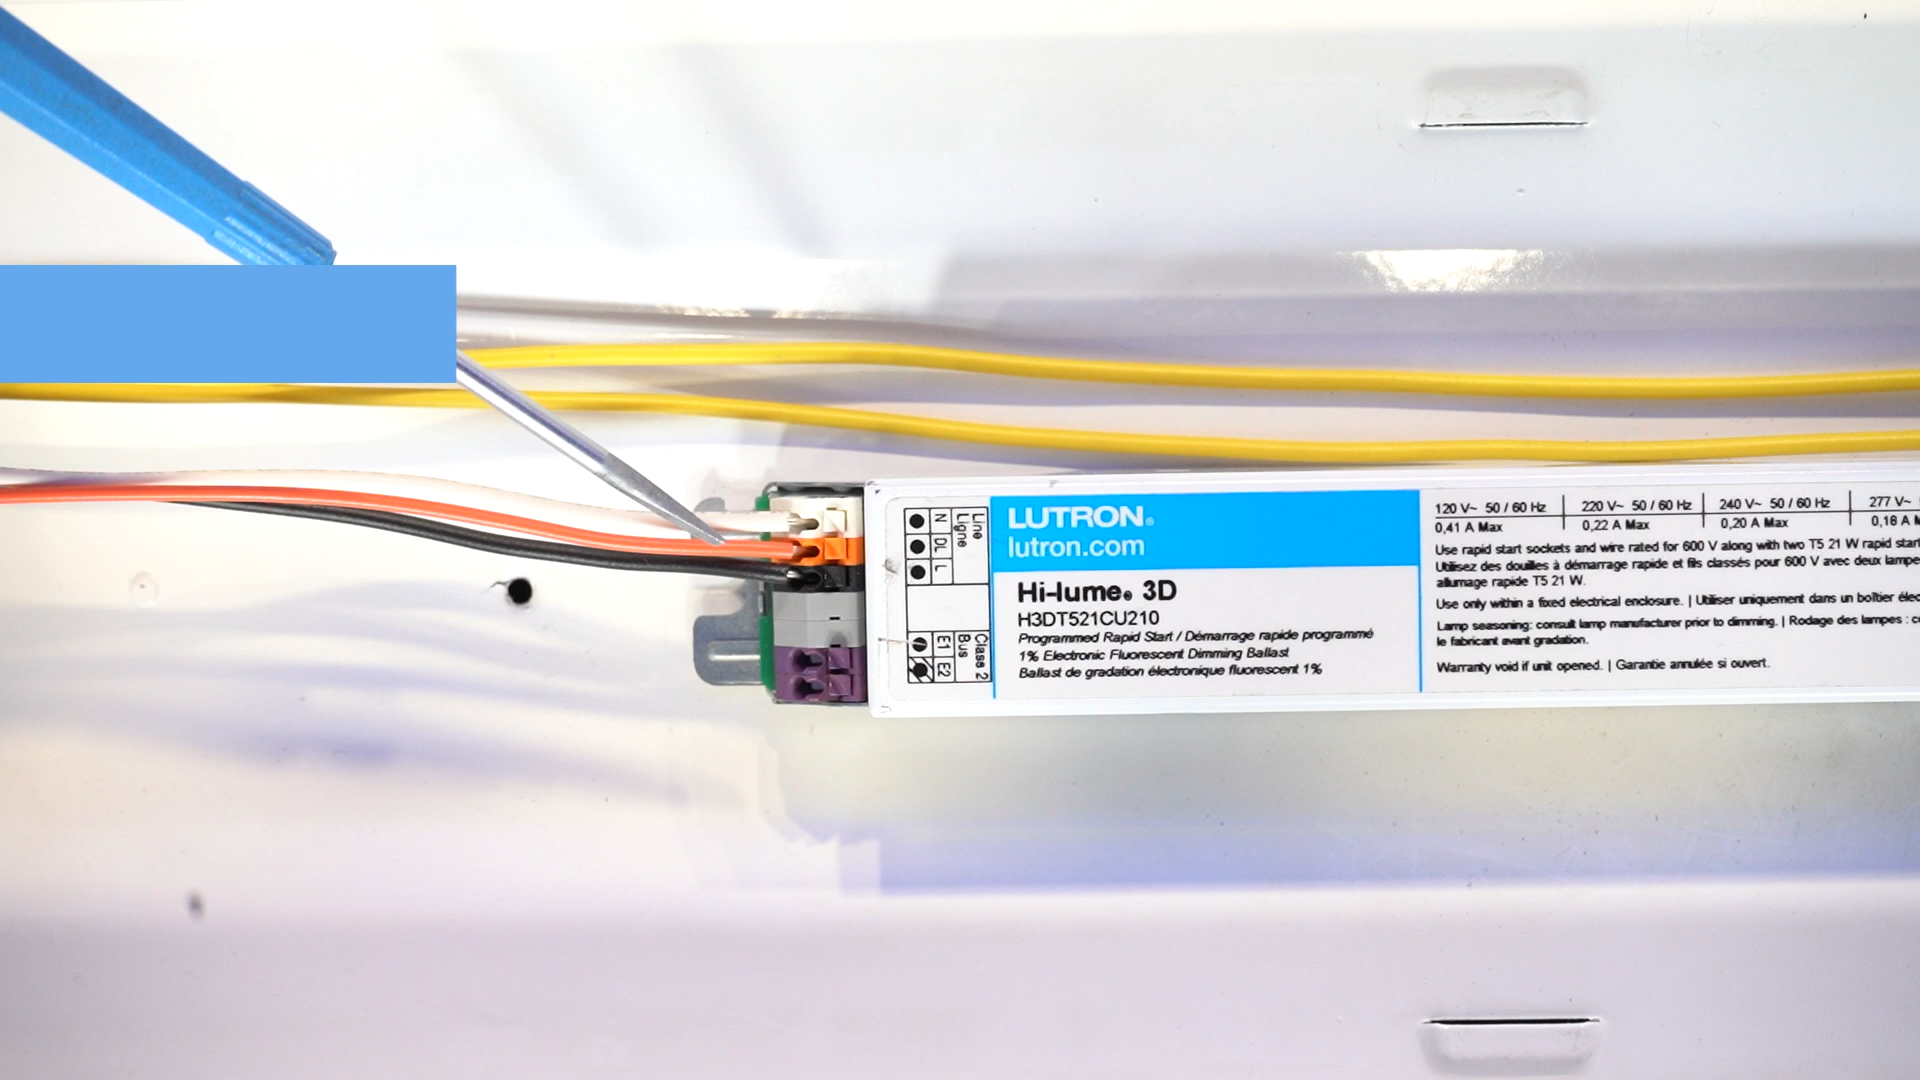 N
DL
L
Line
Ligne
E1
E2
Class 2
Bus
LUTRON®
lutron.com
Hi-lume® 3D
H3DT521CU210
Programmed Rapid Start / Démarrage rapide programmé
1% Electronic Fluorescent Dimming Ballast
Ballast de gradation électronique fluorescent 1%
120 V~ 50 / 60 Hz
0,41 A Max
220 V~ 50 / 60 Hz
0,22 A Max
240 V~ 50 / 60 Hz
0,20 A Max
277 V~
0,18 A
Use rapid start sockets and wire rated for 600 V along with two T5 21 W rapid start
Utilisez des douilles à démarrage rapide et fils classés pour 600 V avec deux lampe
allumage rapide T5 21 W.
Use only within a fixed electrical enclosure. | Utiliser uniquement dans un boîtier élec
Lamp seasoning: consult lamp manufacturer prior to dimming. | Rodage des lampes :
le fabricant avant gradation.
Warranty void if unit opened. | Garantie annulée si ouvert.